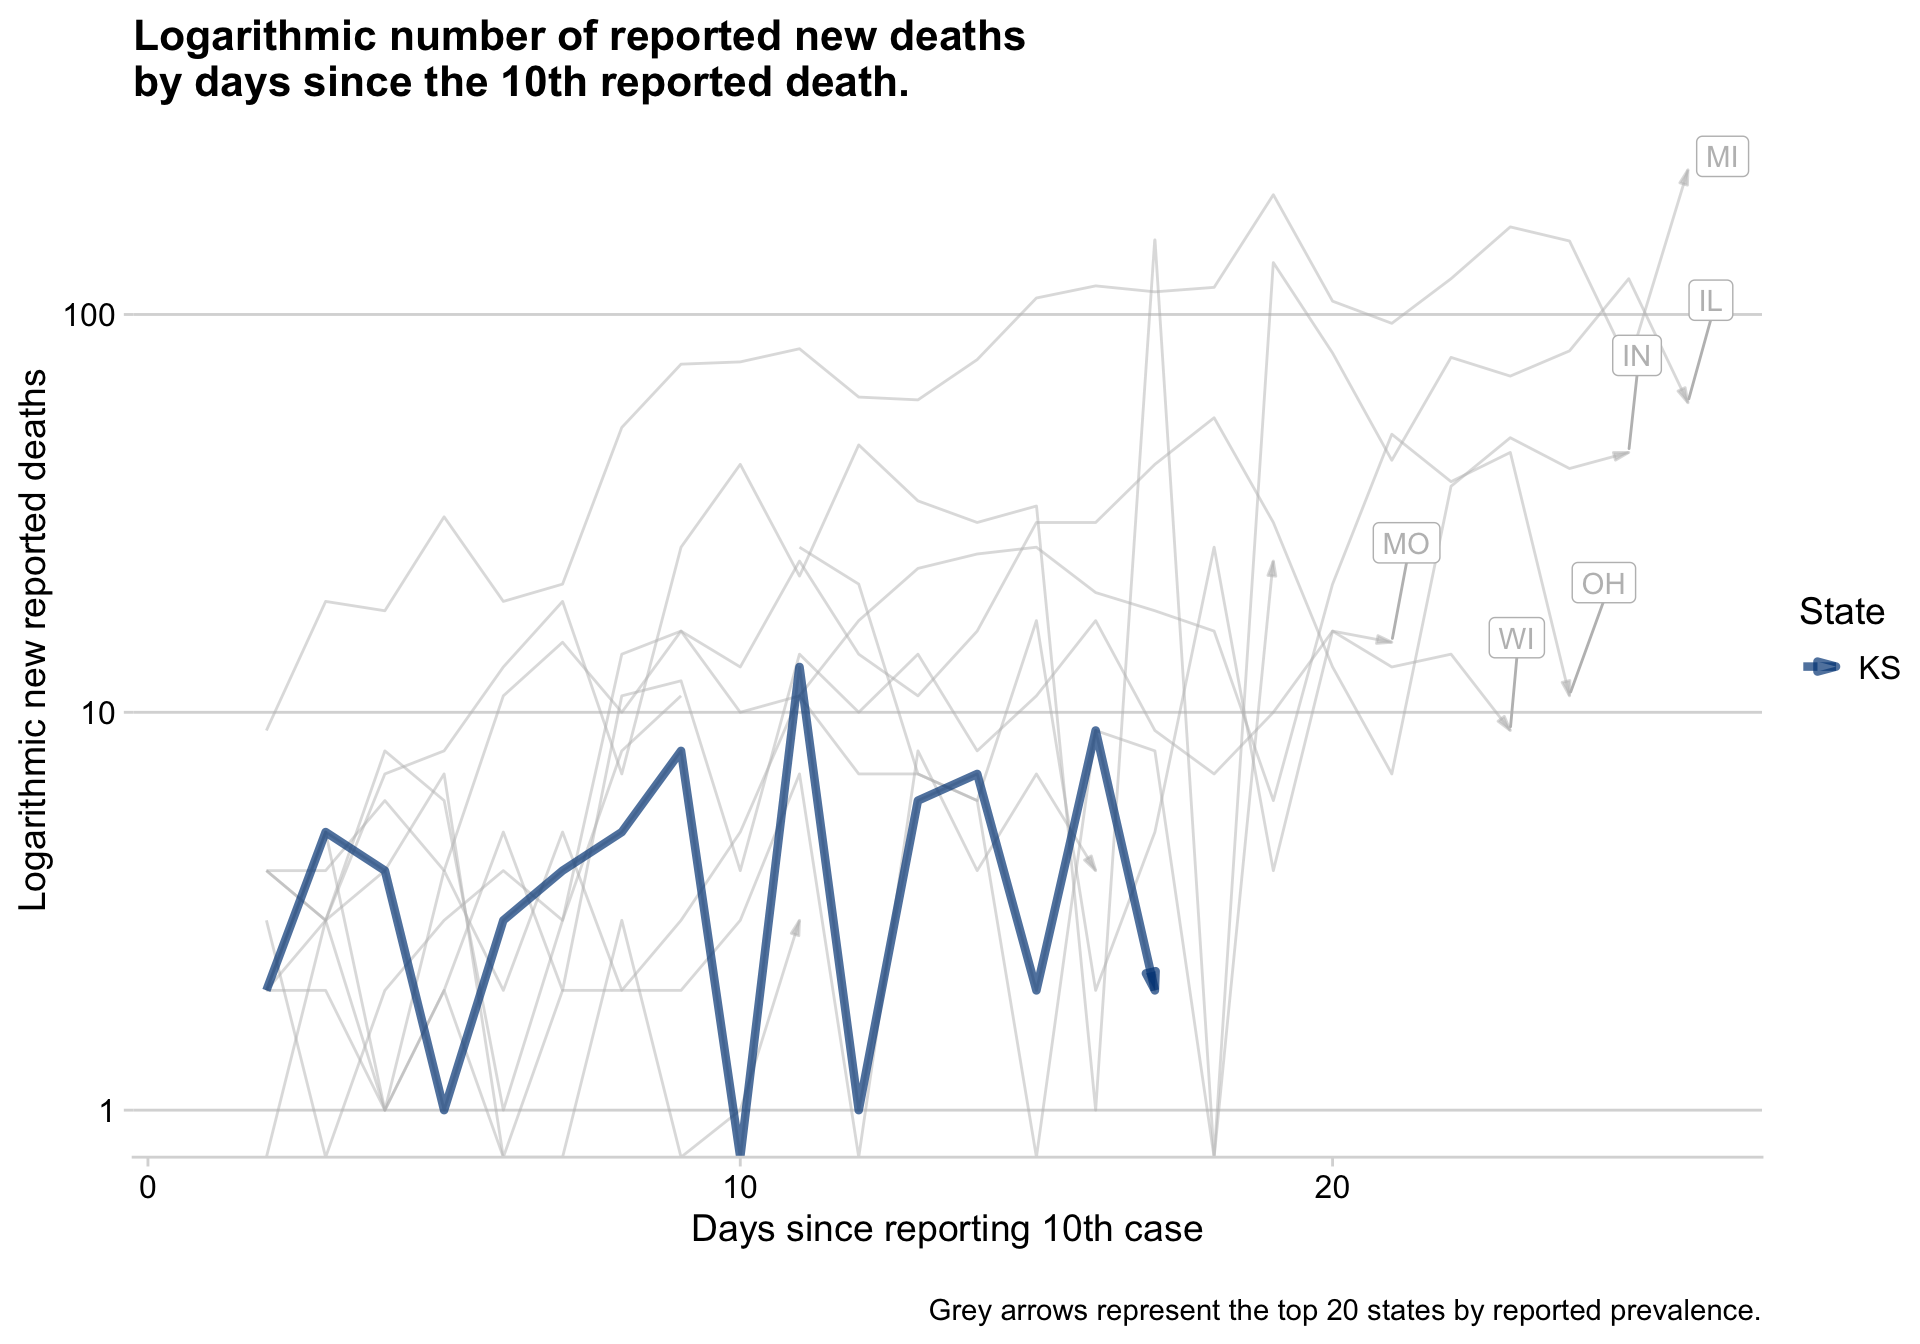 Logarithmic number of reported new deaths
by days since the 10th reported death.
MI
IL
100
IN
MO
OH
WI
10
1
Logarithmic new reported deaths
State
KS
0 10 20
Days since reporting 10th case
Grey arrows represent the top 20 states by reported prevalence.